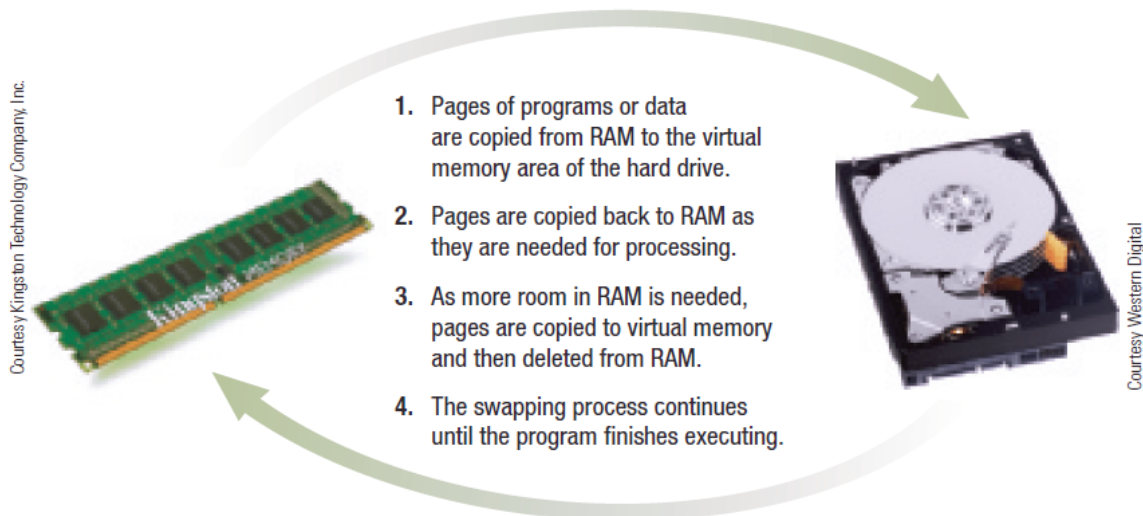 Courtesy Kingston Technology Company, Inc.
1. Pages of programs or data
are copied from RAM to the virtual
memory area of the hard drive.
2. Pages are copied back to RAM as
they are needed for processing.
3. As more room in RAM is needed,
pages are copied to virtual memory
and then deleted from RAM.
4. The swapping process continues
until the program finishes executing.
Kingston
Courtesy Western Digital